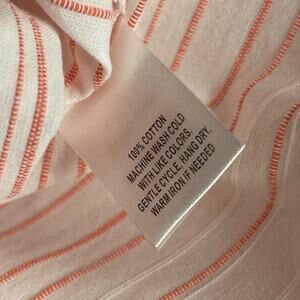 100% COTTON
MACHINE WASH COLD
WITH LIKE COLORS.
GENTLE CYCLE. HANG DRY.
WARM IRON IF NEEDED